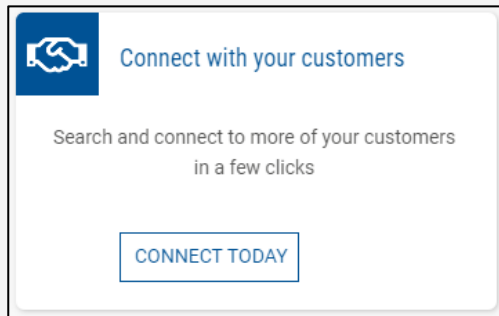 Connect with your customers
Search and connect to more of your customers
in a few clicks
CONNECT TODAY